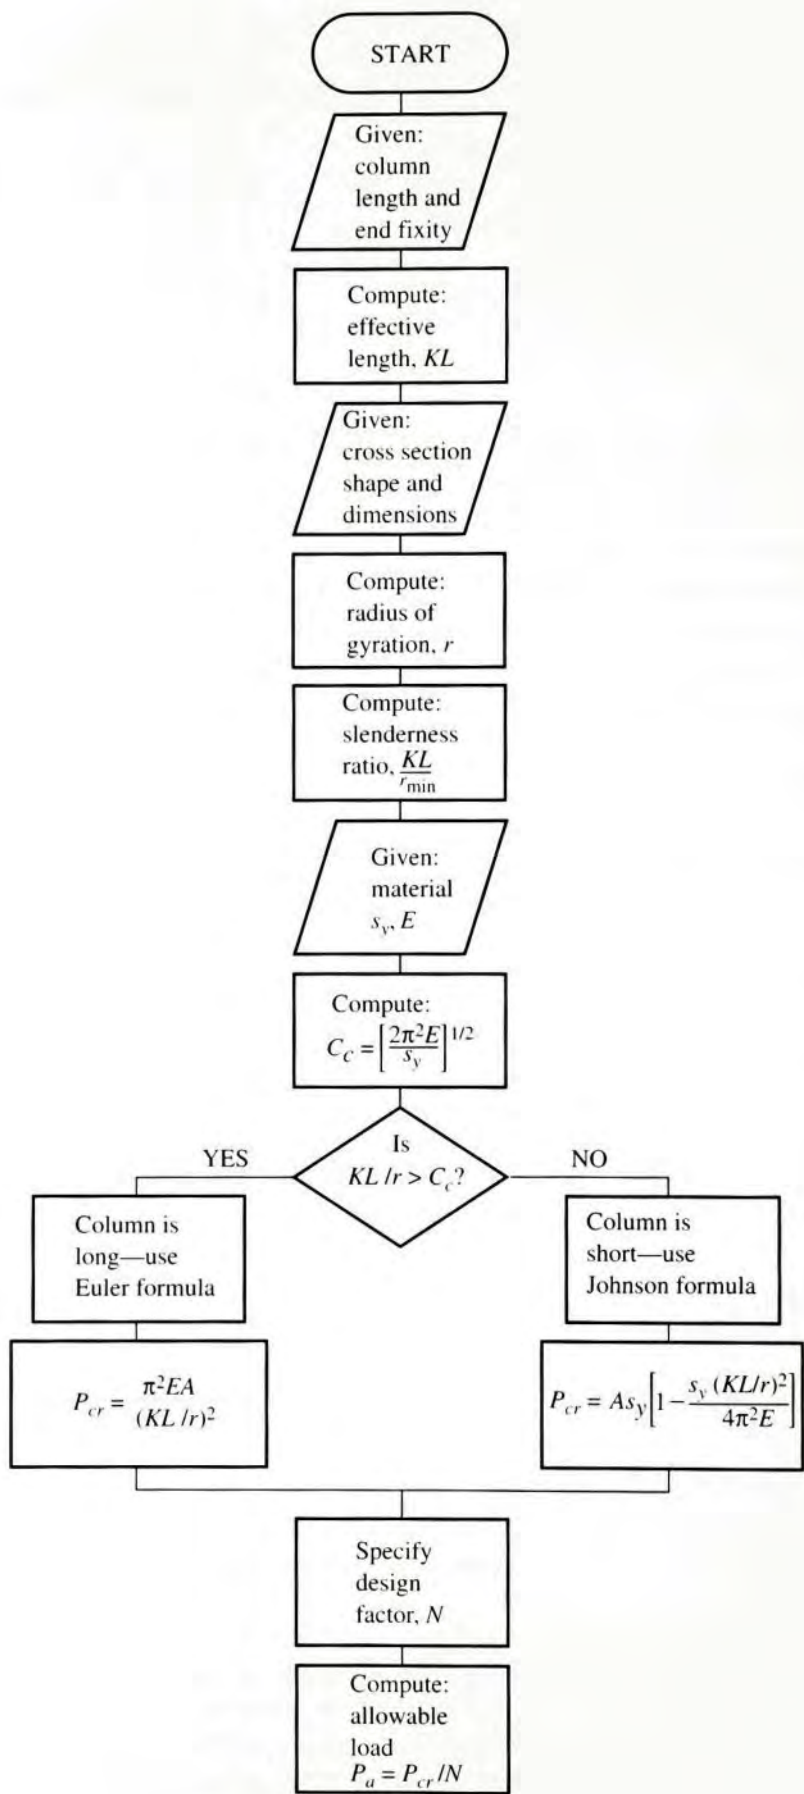 START
Given:
column
length and
end fixity
Compute:
effective
length, KL
Given:
cross section
shape and
dimensions
Compute:
radius of
gyration, r
Compute:
slenderness
ratio, KL/r_min
Given:
material
s_y, E
Compute:
C_c = [2π²E/s_y]^1/2
Is
KL/r > C_c?
YES
NO
Column is
long—use
Euler formula
Column is
short—use
Johnson formula
P_cr = π²EA/(KL/r)²
P_cr = As_y[1 − s_y(KL/r)²/4π²E]
Specify
design
factor, N
Compute:
allowable
load
P_a = P_cr/N